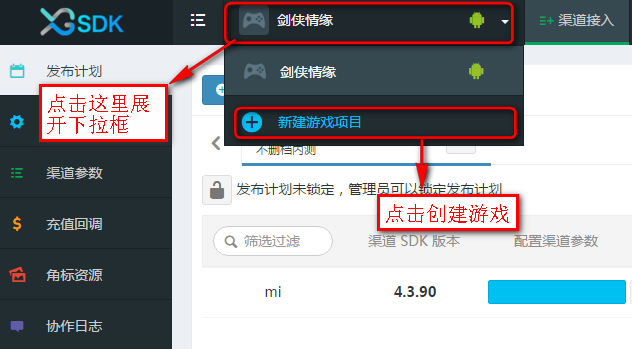 XGSDK
剑侠情缘
渠道接入
发布计划
剑侠情缘
点击这里展
开下拉框
新建游戏项目
渠道参数
不删档内测
发布计划未锁定，管理员可以锁定发布计划
点击创建游戏
充值回调
筛选过滤
渠道 SDK 版本
配置渠道参数
角标资源
mi
4.3.90
协作日志